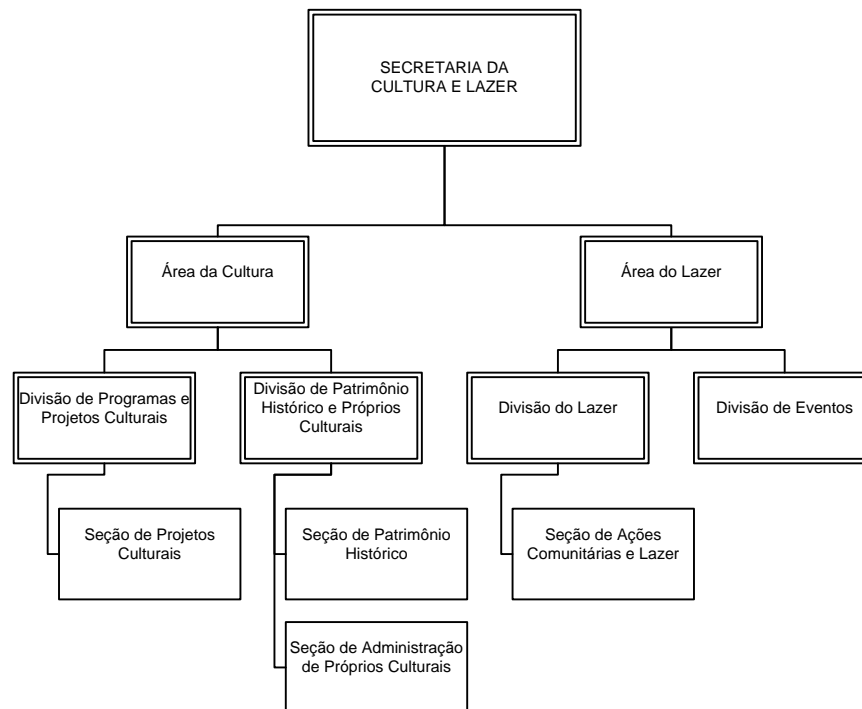 SECRETARIA DA
CULTURA E LAZER
Área da Cultura
Área do Lazer
Divisão de Programas e
Projetos Culturais
Divisão de Patrimônio
Histórico e Próprios
Culturais
Divisão do Lazer
Divisão de Eventos
Seção de Projetos
Culturais
Seção de Patrimônio
Histórico
Seção de Ações
Comunitárias e Lazer
Seção de Administração
de Próprios Culturais